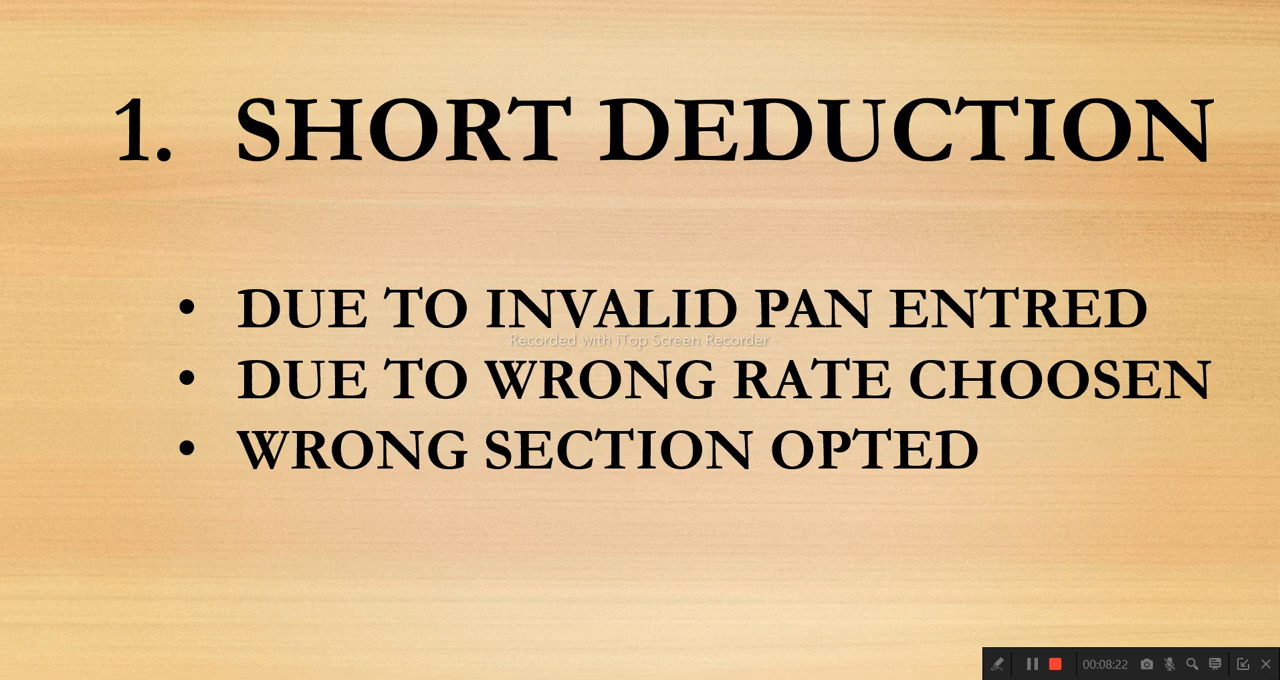 1. SHORT DEDUCTION
• DUE TO INVALID PAN ENTRED
Recorded with iTop Screen Recorder
• DUE TO WRONG RATE CHOOSEN
• WRONG SECTION OPTED
00:08:22